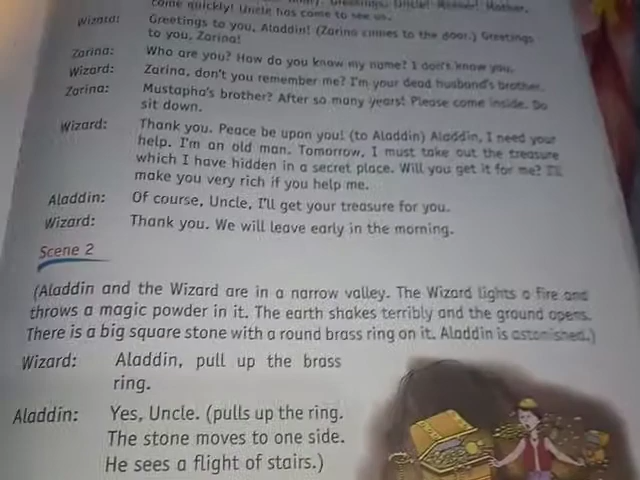 come quickly! Uncle has come to see us.
Wizard: Greetings to you, Aladdin! (Zarina comes to the door.) Greetings
to you, Zarina!
Zarina: Who are you? How do you know my name? I don't know you.
Wizard: Zarina, don't you remember me? I'm your dead husband's brother.
Zarina: Mustapha's brother? After so many years! Please come inside. Do
sit down.
Wizard: Thank you. Peace be upon you! (to Aladdin) Aladdin, I need your
help. I'm an old man. Tomorrow, I must take out the treasure
which I have hidden in a secret place. Will you get it for me? I'll
make you very rich if you help me.
Aladdin: Of course, Uncle, I'll get your treasure for you.
Wizard: Thank you. We will leave early in the morning.
Scene 2
(Aladdin and the Wizard are in a narrow valley. The Wizard lights a fire and
throws a magic powder in it. The earth shakes terribly and the ground opens.
There is a big square stone with a round brass ring on it. Aladdin is astonished.)
Wizard: Aladdin, pull up the brass
ring.
Aladdin: Yes, Uncle. (pulls up the ring.
The stone moves to one side.
He sees a flight of stairs.)